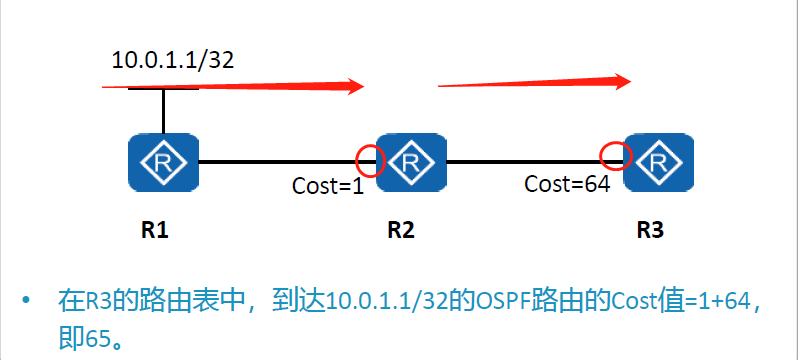 10.0.1.1/32
R
R
R
Cost=1
Cost=64
R1
R2
R3
• 在R3的路由表中，到达10.0.1.1/32的OSPF路由的Cost值=1+64，
即65。